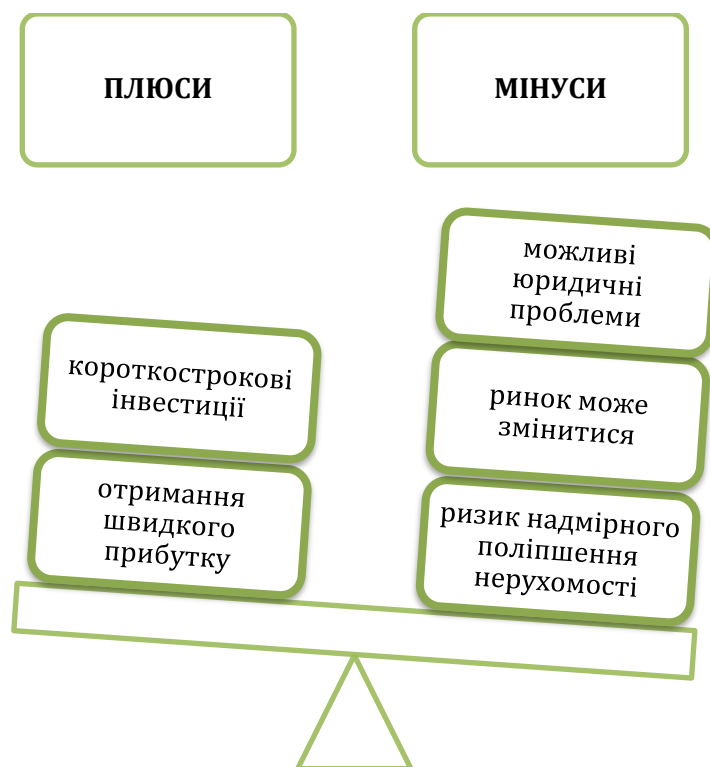 ПЛЮСИ
МІНУСИ
короткострокові
інвестиції
отримання
швидкого
прибутку
можливі
юридичні
проблеми
ринок може
змінитися
ризик надмірного
поліпшення
нерухомості